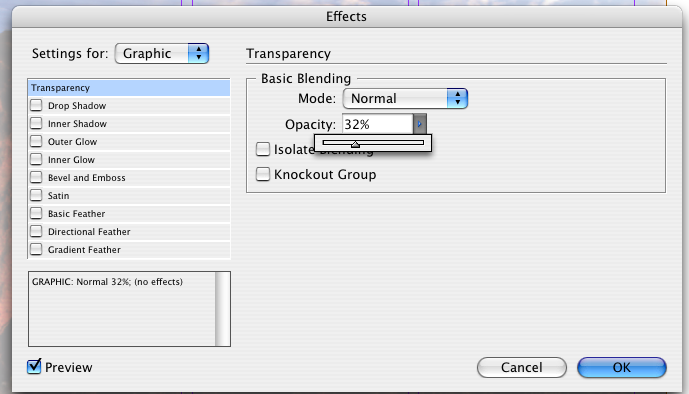 Effects
Settings for: Graphic
Transparency
Drop Shadow
Inner Shadow
Outer Glow
Inner Glow
Bevel and Emboss
Satin
Basic Feather
Directional Feather
Gradient Feather
GRAPHIC: Normal 32%; (no effects)
Preview
Transparency
Basic Blending
Mode: Normal
Opacity: 32%
Isolate Blending
Knockout Group
Cancel
OK